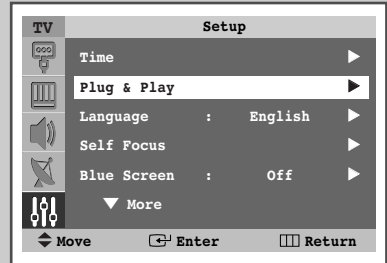 TV Setup
Time
Plug & Play
Language : English
Self Focus
Blue Screen : Off
▼ More
Move Enter Return